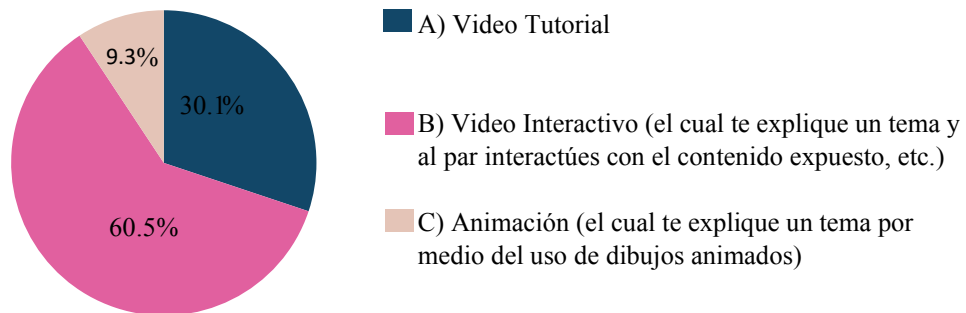 9.3%
30.1%
60.5%
A) Video Tutorial
B) Video Interactivo (el cual te explique un tema y
al par interactúes con el contenido expuesto, etc.)
C) Animación (el cual te explique un tema por
medio del uso de dibujos animados)